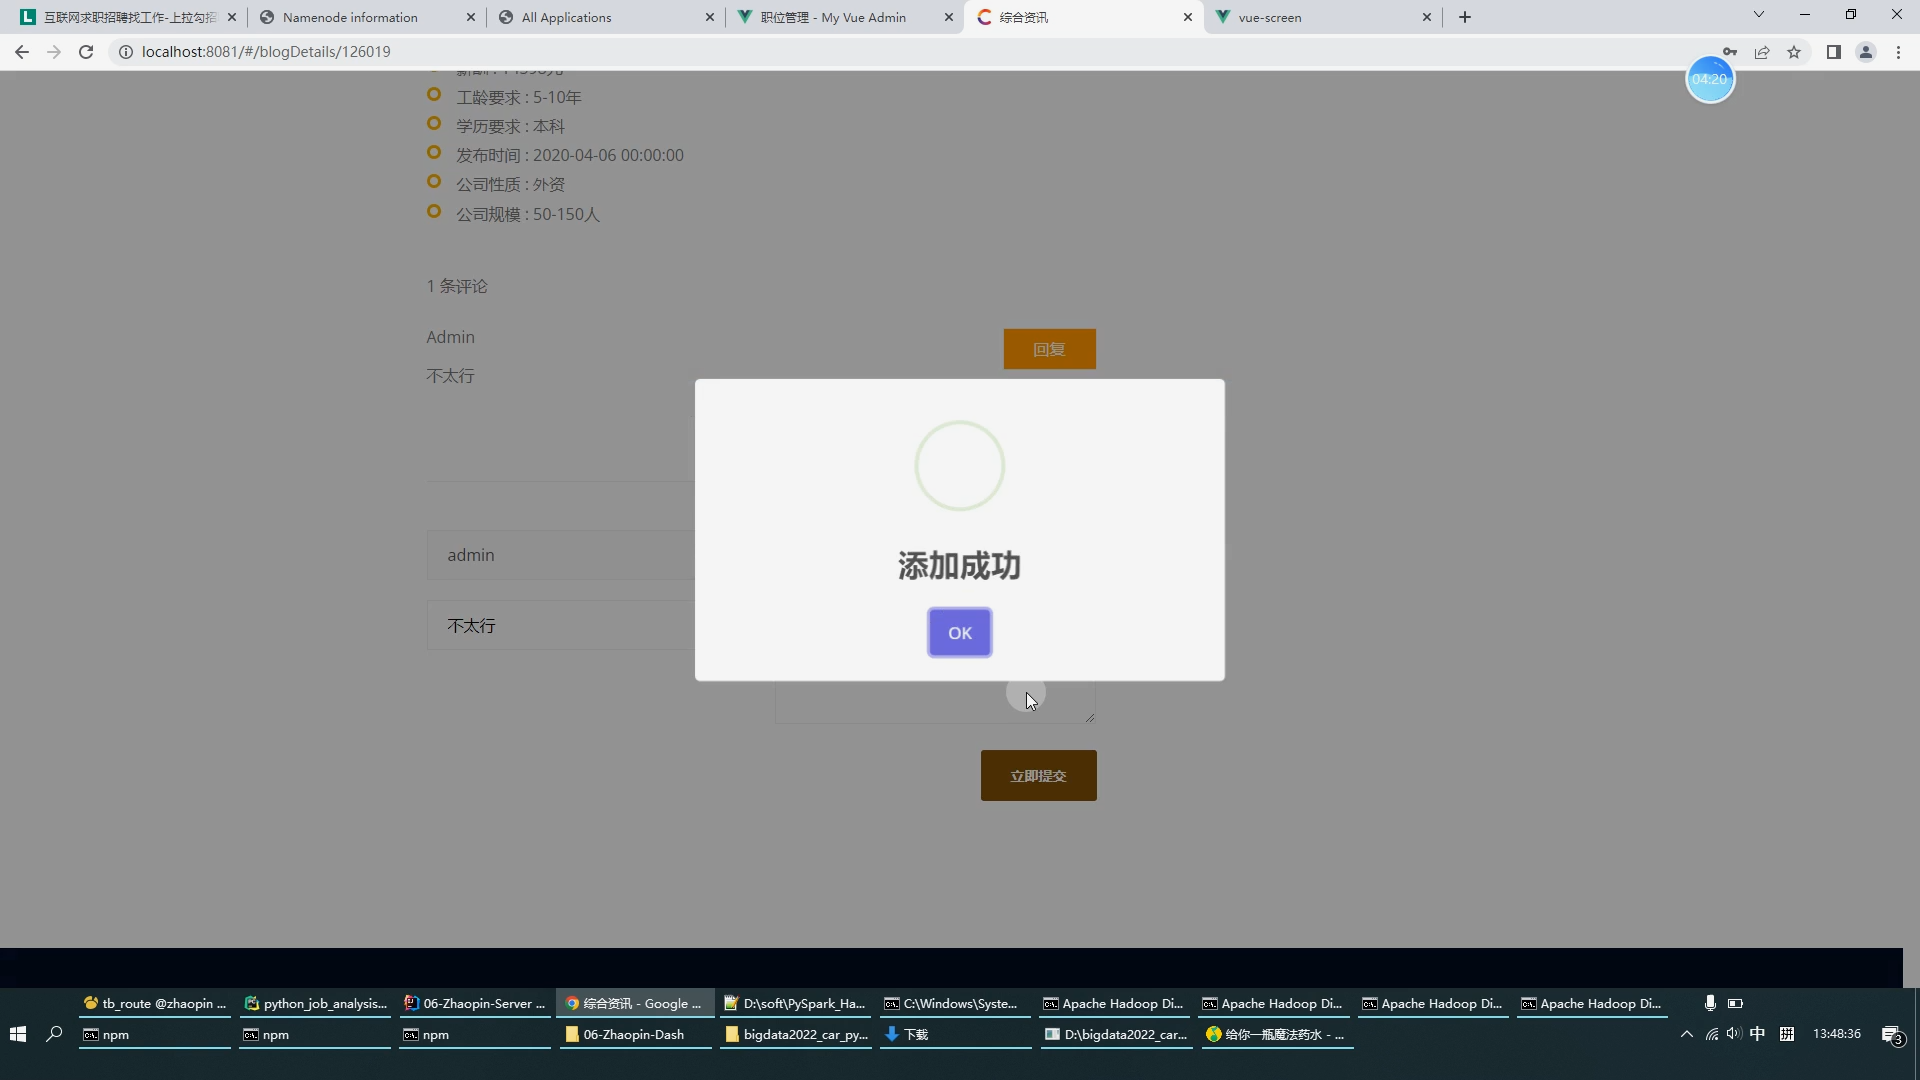 互联网求职招聘找工作-上拉勾招
Namenode information
All Applications
职位管理 - My Vue Admin
综合资讯
vue-screen
localhost:8081/#/blogDetails/126019
04:20
工龄要求 : 5-10年
学历要求 : 本科
发布时间 : 2020-04-06 00:00:00
公司性质 : 外资
公司规模 : 50-150人
1 条评论
Admin
回复
不太行
添加成功
OK
admin
不太行
立即提交
tb_route @zhaopin ...
python_job_analysis...
06-Zhaopin-Server ...
综合资讯 - Google ...
D:\soft\PySpark_Ha...
C:\Windows\Syste...
Apache Hadoop Di...
Apache Hadoop Di...
Apache Hadoop Di...
Apache Hadoop Di...
npm
npm
npm
06-Zhaopin-Dash
bigdata2022_car_py...
下载
D:\bigdata2022_car...
给你一瓶魔法药水 - ...
中
拼
13:48:36
3